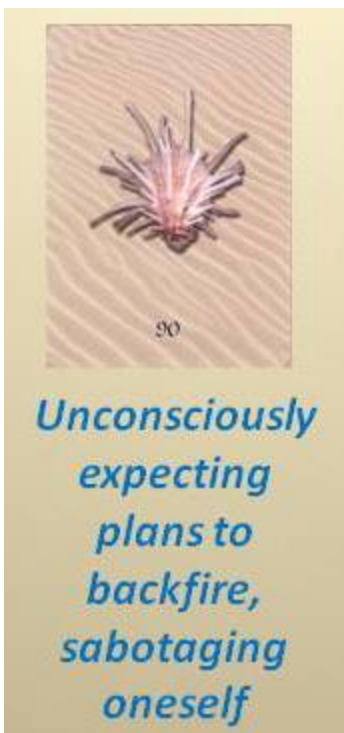 90
Unconsciously
expecting
plans to
backfire,
sabotaging
oneself